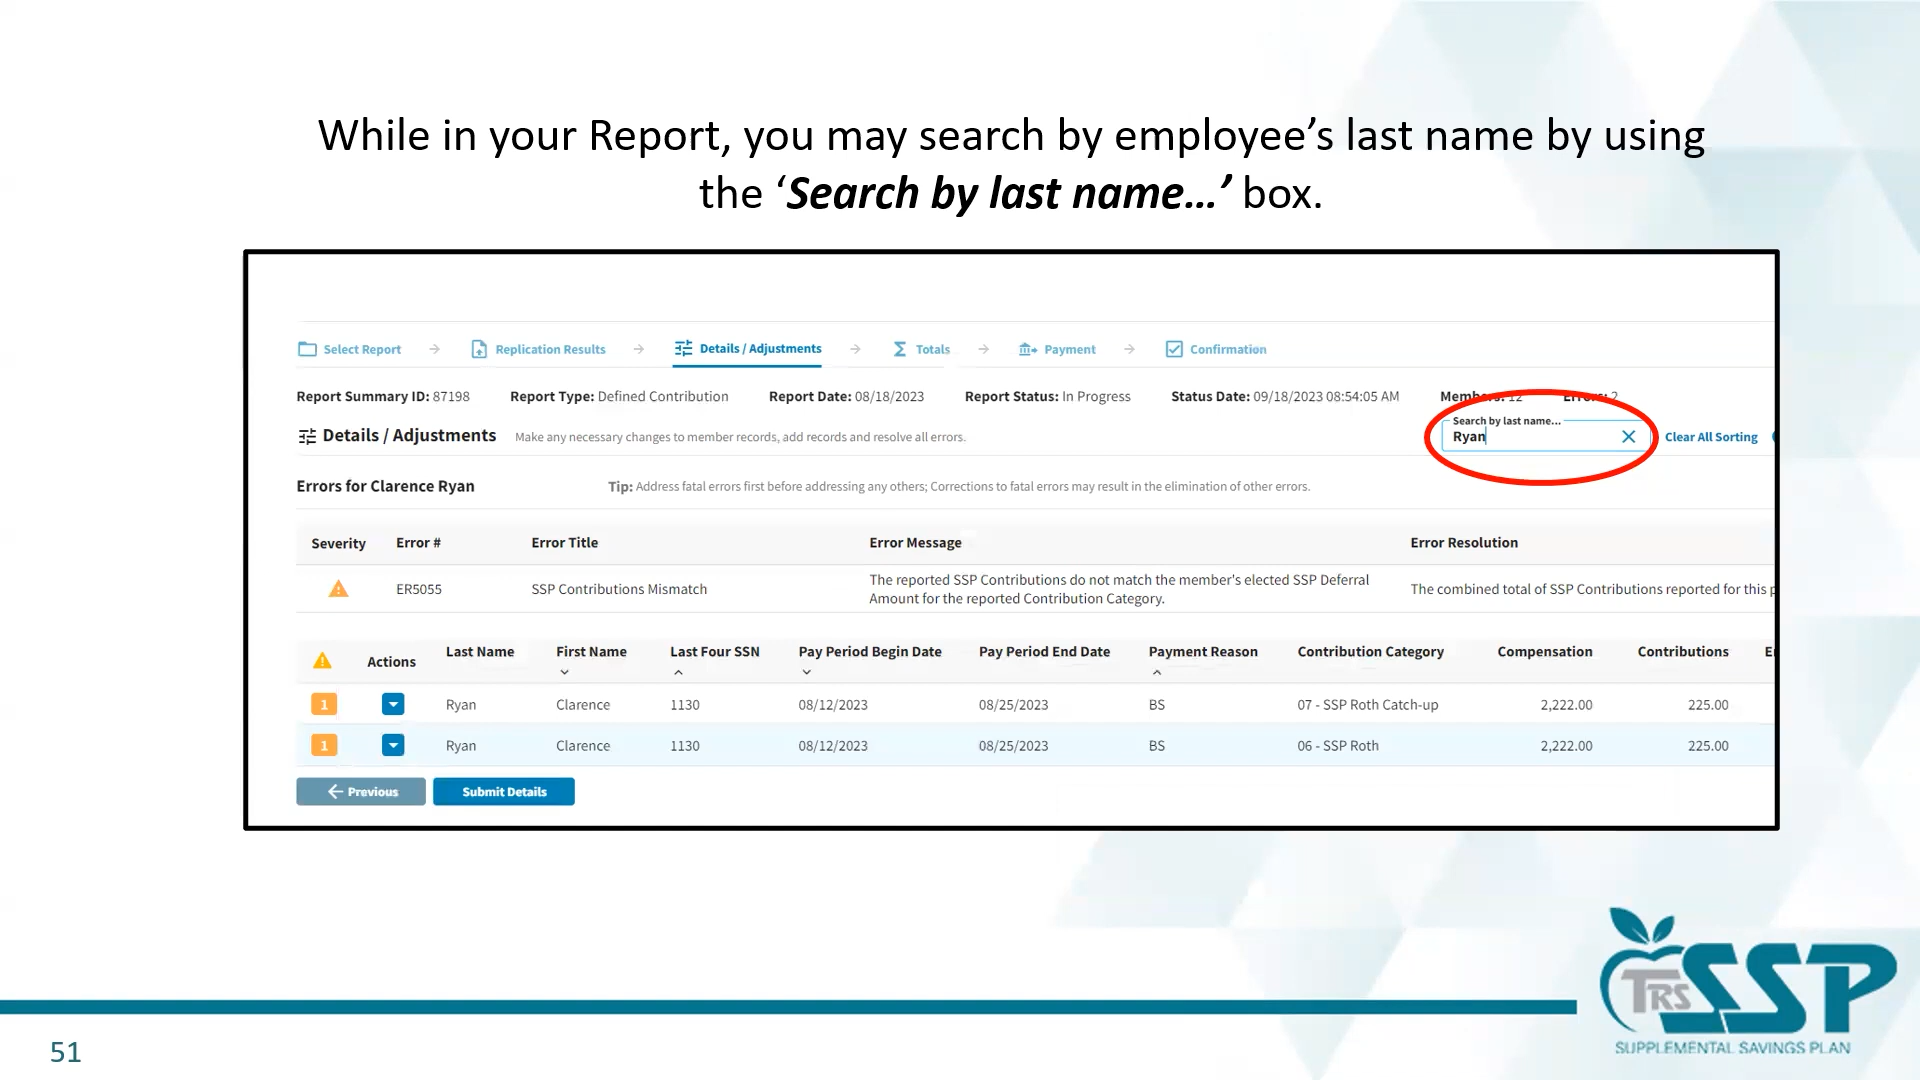 While in your Report, you may search by employee’s last name by using
the ‘Search by last name…’ box.
Select Report → Replication Results → Details / Adjustments → Totals → Payment → Confirmation
Report Summary ID: 87198 Report Type: Defined Contribution Report Date: 08/18/2023 Report Status: In Progress Status Date: 09/18/2023 08:54:05 AM Members: 12 Errors: 2
Search by last name...
Details / Adjustments Make any necessary changes to member records, add records and resolve all errors. Ryan Clear All Sorting
Errors for Clarence Ryan Tip: Address fatal errors first before addressing any others; Corrections to fatal errors may result in the elimination of other errors.
Severity Error # Error Title Error Message Error Resolution
ER5055 SSP Contributions Mismatch The reported SSP Contributions do not match the member's elected SSP Deferral The combined total of SSP Contributions reported for this p
Amount for the reported Contribution Category.
Actions Last Name First Name Last Four SSN Pay Period Begin Date Pay Period End Date Payment Reason Contribution Category Compensation Contributions
1 Ryan Clarence 1130 08/12/2023 08/25/2023 BS 07 - SSP Roth Catch-up 2,222.00 225.00
1 Ryan Clarence 1130 08/12/2023 08/25/2023 BS 06 - SSP Roth 2,222.00 225.00
← Previous Submit Details
TRS SSP
SUPPLEMENTAL SAVINGS PLAN
51